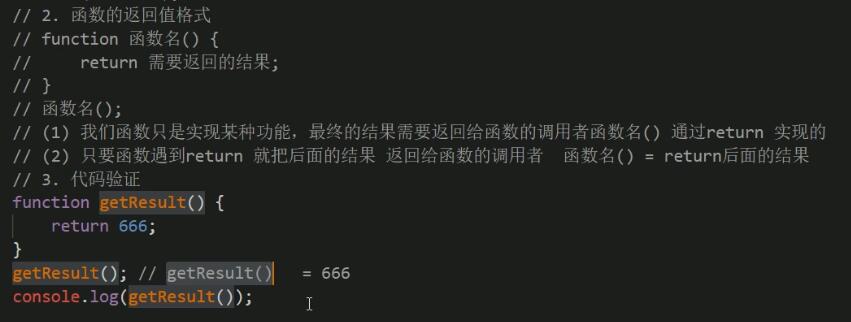 // 2. 函数的返回值格式
// function 函数名() {
//     return 需要返回的结果;
// }
// 函数名();
// (1) 我们函数只是实现某种功能，最终的结果需要返回给函数的调用者函数名() 通过return 实现的
// (2) 只要函数遇到return 就把后面的结果 返回给函数的调用者  函数名() = return后面的结果
// 3. 代码验证
function getResult() {
    return 666;
}
getResult(); // getResult()   = 666
console.log(getResult());